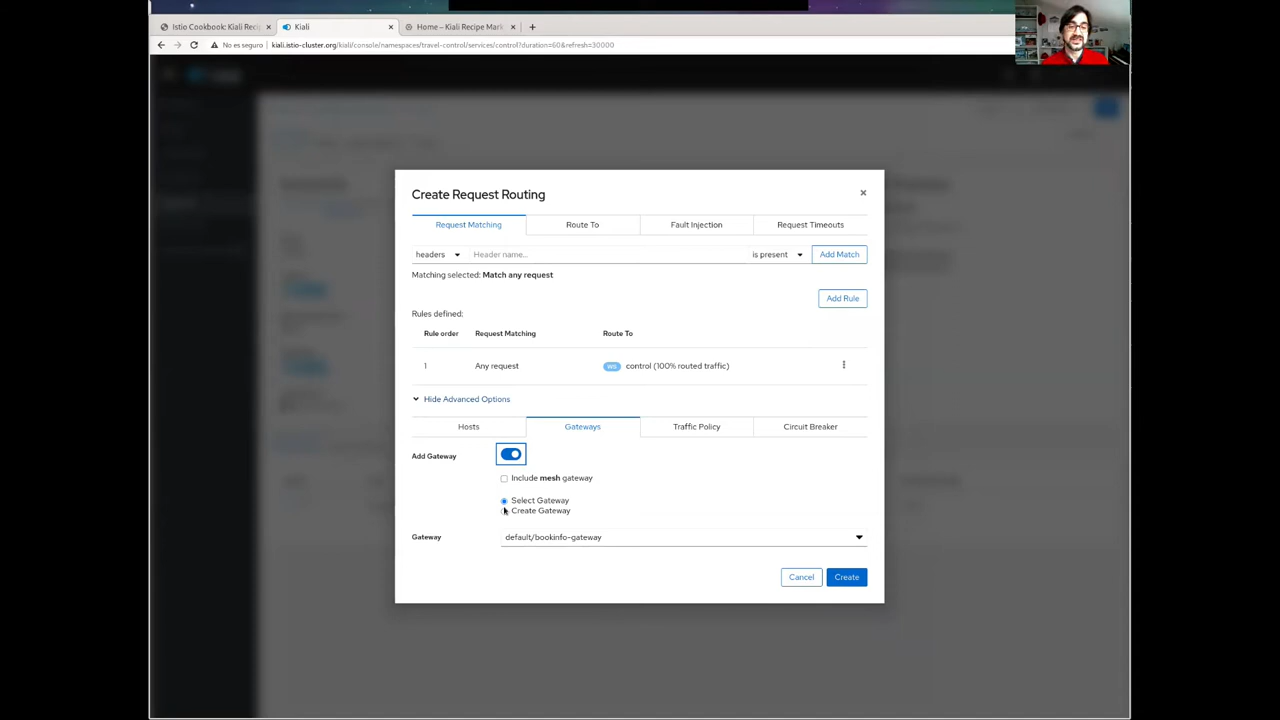 Istio Cookbook: Kiali Reci × Kiali × Home – Kiali Recipe Mark × +
No es seguro kiali.istio-cluster.org/kiali/console/namespaces/travel-control/services/control?duration=60&refresh=30000
Create Request Routing ×
Request Matching Route To Fault Injection Request Timeouts
headers Header name... is present Add Match
Matching selected: Match any request
Add Rule
Rules defined:
Rule order Request Matching Route To
1 Any request WS control (100% routed traffic)
Hide Advanced Options
Hosts Gateways Traffic Policy Circuit Breaker
Add Gateway
Include mesh gateway
Select Gateway
Create Gateway
Gateway default/bookinfo-gateway
Cancel Create